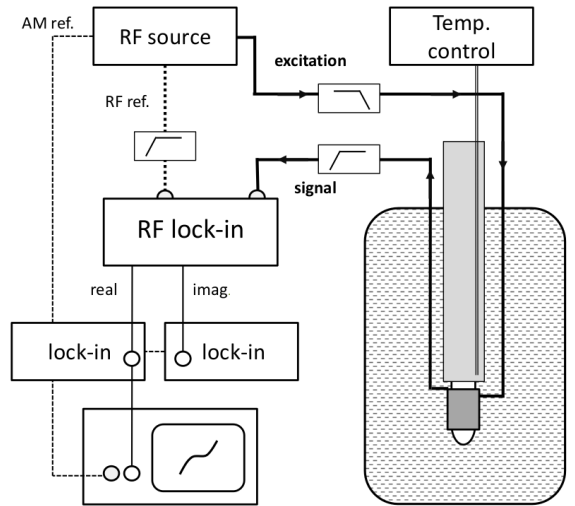 AM ref.
RF source
Temp.
control
excitation
RF ref.
signal
RF lock-in
real
imag.
lock-in
lock-in